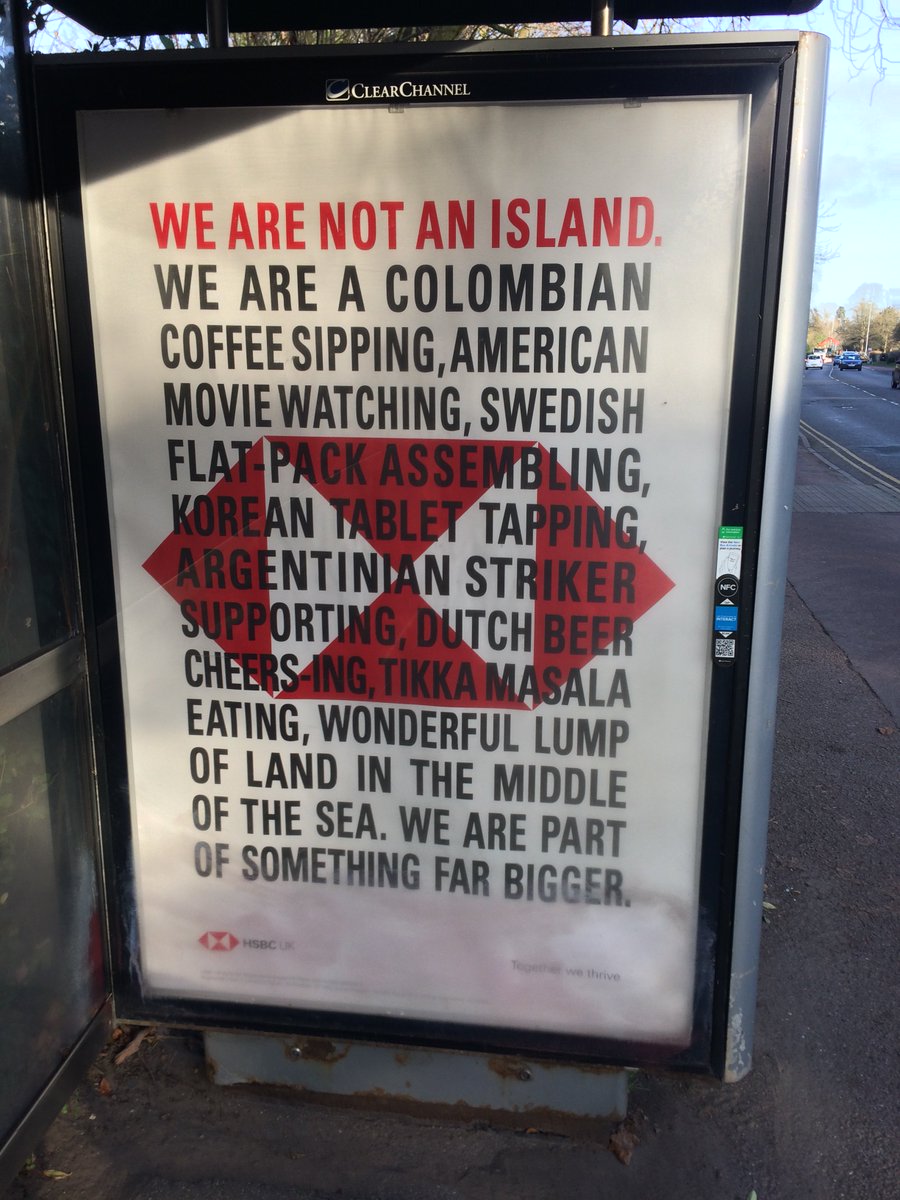 CLEARCHANNEL
WE ARE NOT AN ISLAND.
WE ARE A COLOMBIAN
COFFEE SIPPING, AMERICAN
MOVIE WATCHING, SWEDISH
FLAT-PACK ASSEMBLING,
KOREAN TABLET TAPPING,
ARGENTINIAN STRIKER
SUPPORTING, DUTCH BEER
CHEERS-ING, TIKKA MASALA
EATING, WONDERFUL LUMP
OF LAND IN THE MIDDLE
OF THE SEA. WE ARE PART
OF SOMETHING FAR BIGGER.
HSBC UK
Together we thrive
NFC
INTERACT